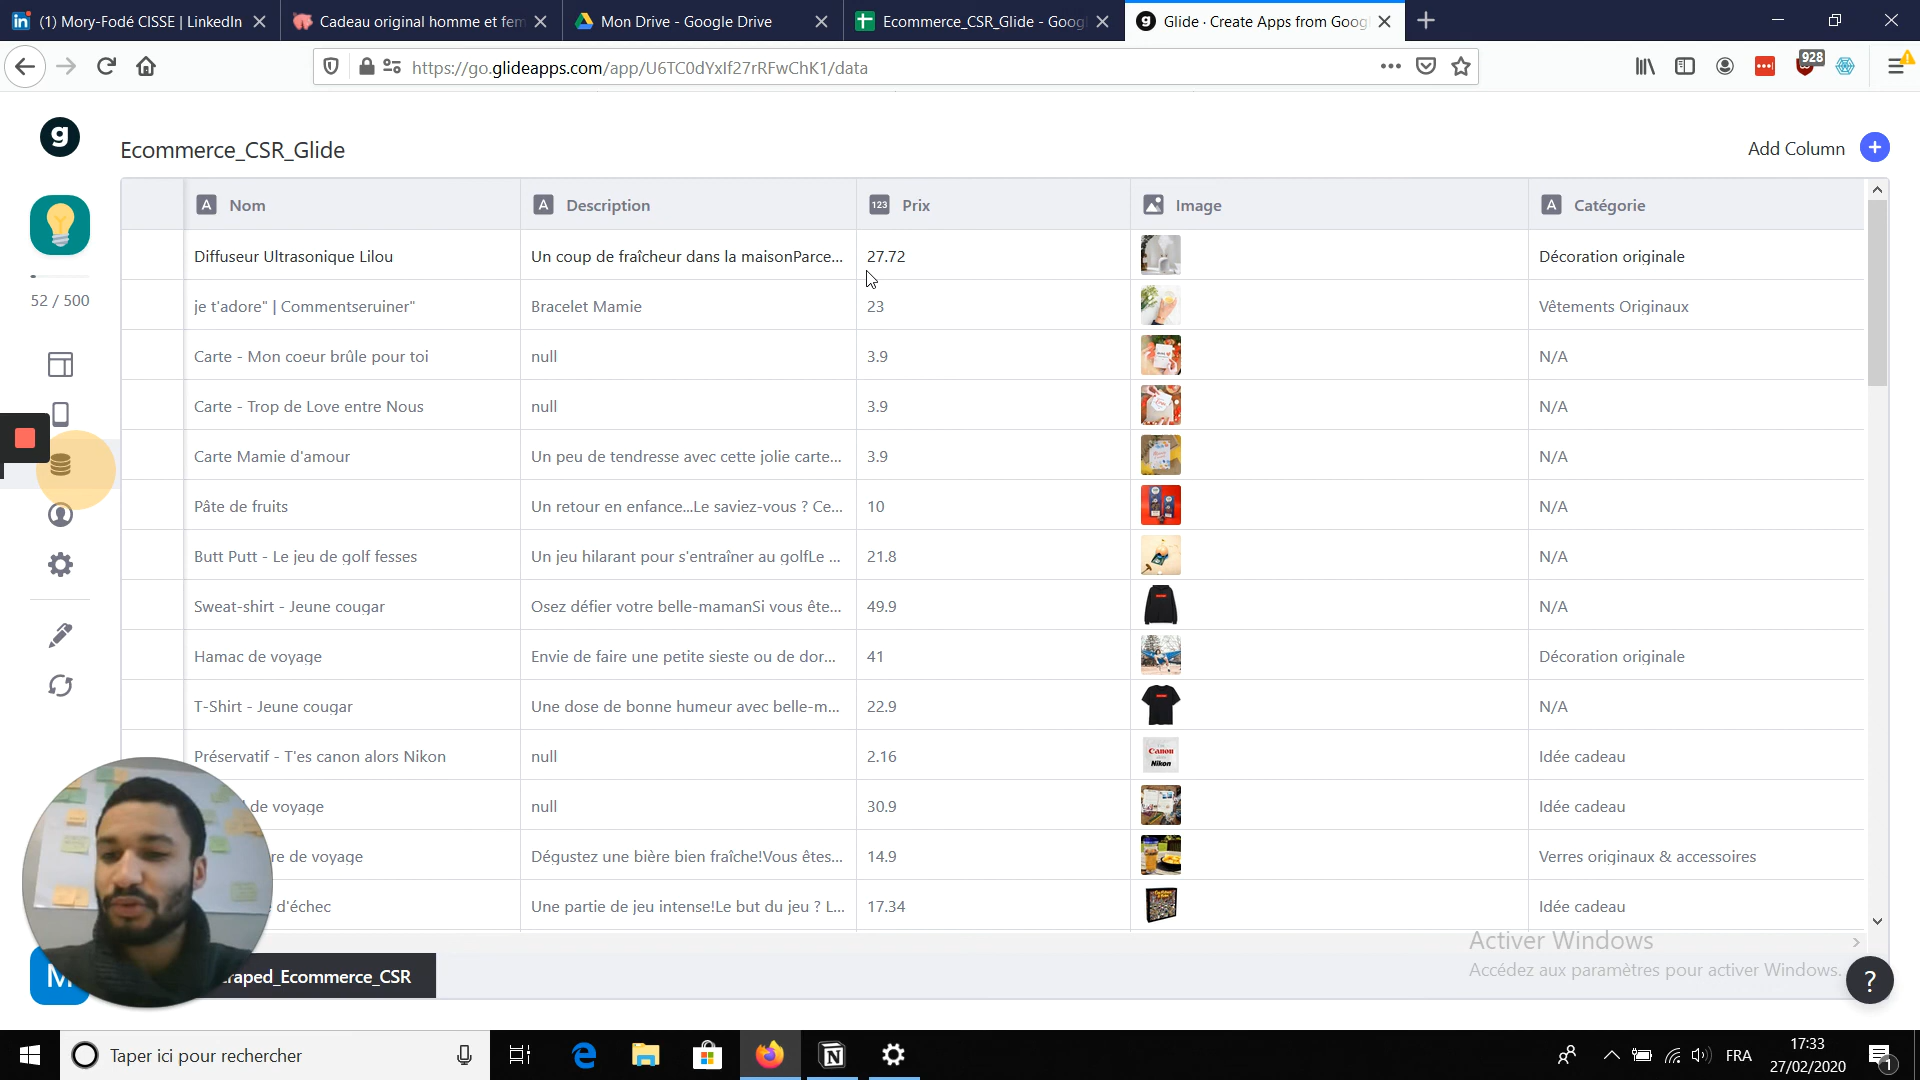 (1) Mory-Fodé CISSE | LinkedIn
Cadeau original homme et fem
Mon Drive - Google Drive
Ecommerce_CSR_Glide - Goog
Glide · Create Apps from Goog
https://go.glideapps.com/app/U6TC0dYxIf27rRFwChK1/data
928
g
Ecommerce_CSR_Glide
Add Column
52 / 500
Nom Description Prix Image Catégorie
Diffuseur Ultrasonique Lilou Un coup de fraîcheur dans la maisonParce... 27.72 Décoration originale
je t'adore" | Commentseruiner" Bracelet Mamie 23 Vêtements Originaux
Carte - Mon coeur brûle pour toi null 3.9 N/A
Carte - Trop de Love entre Nous null 3.9 N/A
Carte Mamie d'amour Un peu de tendresse avec cette jolie carte... 3.9 N/A
Pâte de fruits Un retour en enfance...Le saviez-vous ? Ce... 10 N/A
Butt Putt - Le jeu de golf fesses Un jeu hilarant pour s'entraîner au golfLe ... 21.8 N/A
Sweat-shirt - Jeune cougar Osez défier votre belle-mamanSi vous ête... 49.9 N/A
Hamac de voyage Envie de faire une petite sieste ou de dor... 41 Décoration originale
T-Shirt - Jeune cougar Une dose de bonne humeur avec belle-m... 22.9 N/A
Préservatif - T'es canon alors Nikon null 2.16 Canon Nikon Idée cadeau
de voyage null 30.9 Idée cadeau
re de voyage Dégustez une bière bien fraîche!Vous êtes... 14.9 Verres originaux & accessoires
d'échec Une partie de jeu intense!Le but du jeu ? L... 17.34 Idée cadeau
Activer Windows
Accédez aux paramètres pour activer Windows.
raped_Ecommerce_CSR
?
Taper ici pour rechercher
FRA
17:33
27/02/2020
1